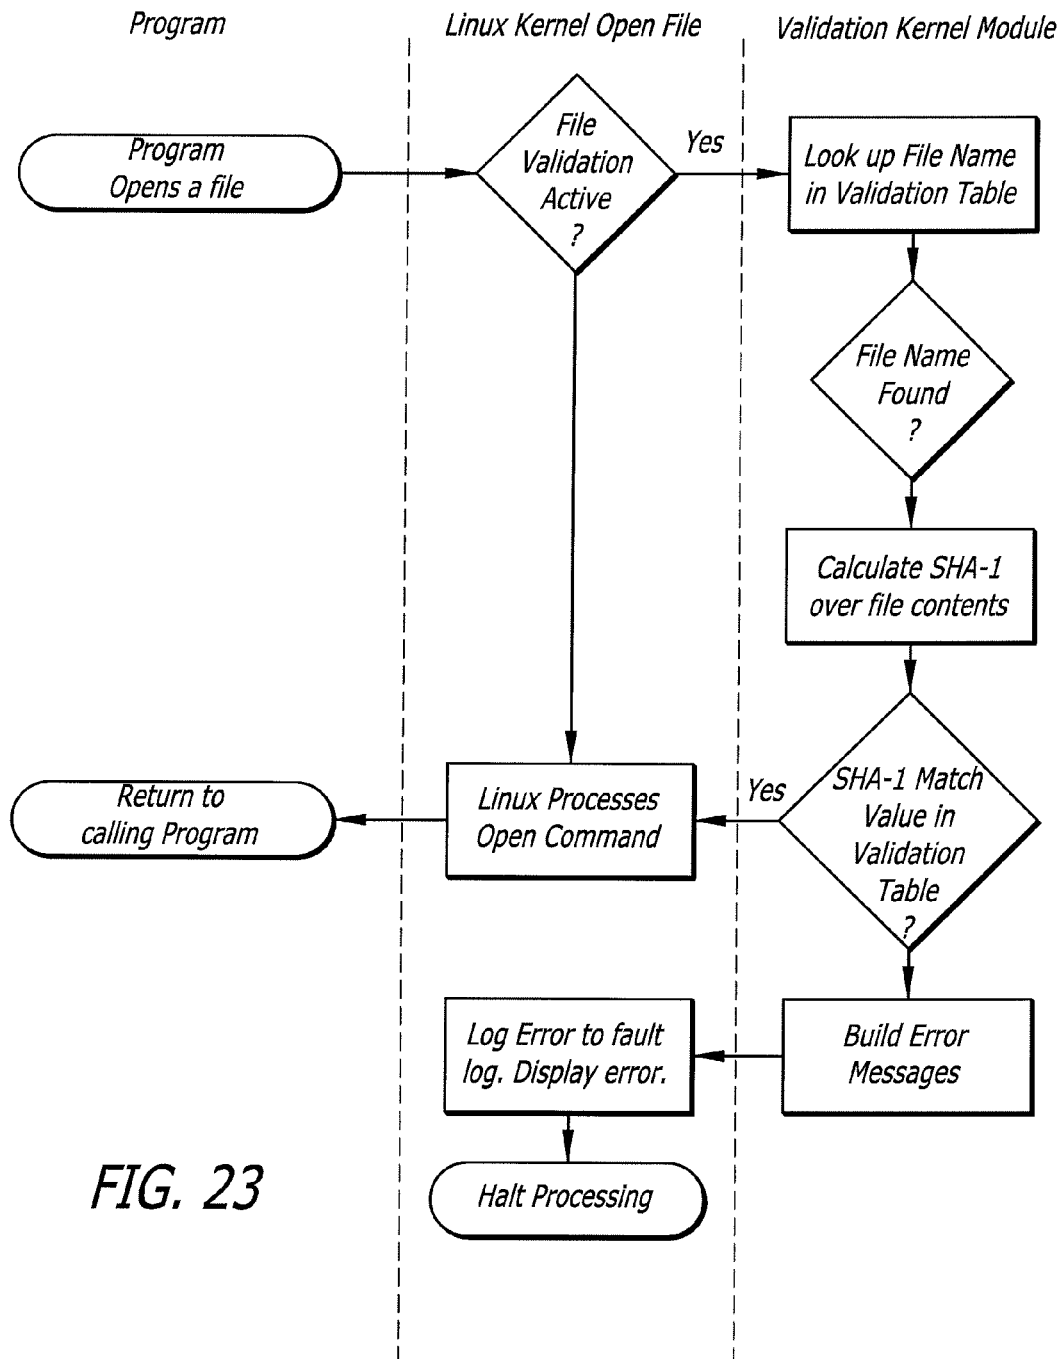 Program
Linux Kernel Open File
Validation Kernel Module
Program
Opens a file
File
Validation
Active
?
Yes
Look up File Name
in Validation Table
File Name
Found
?
Calculate SHA-1
over file contents
Return to
calling Program
Linux Processes
Open Command
Yes
SHA-1 Match
Value in
Validation
Table
?
Log Error to fault
log. Display error.
Build Error
Messages
Halt Processing
FIG. 23